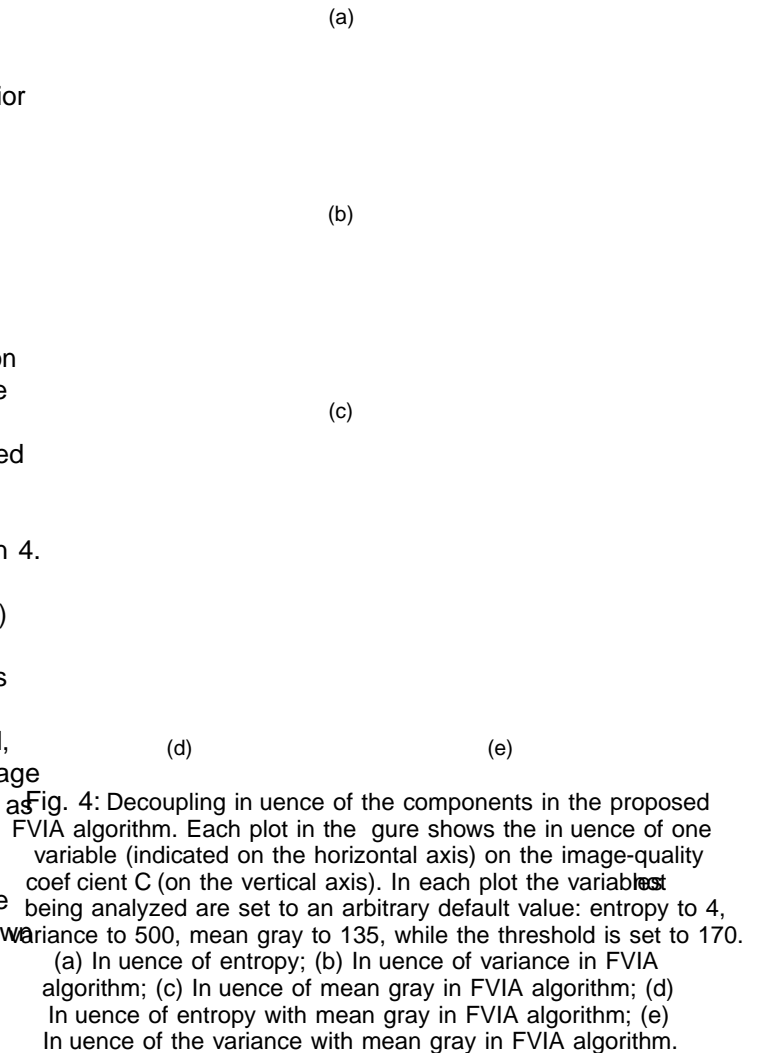 (a)
ior
(b)
on
e
(c)
ed
n 4.
)
s
l,
(d) (e)
age
as
Fig. 4: Decoupling in uence of the components in the proposed
FVIA algorithm. Each plot in the gure shows the in uence of one
variable (indicated on the horizontal axis) on the image-quality
coef cient C (on the vertical axis). In each plot the variables not
e
being analyzed are set to an arbitrary default value: entropy to 4,
wn
variance to 500, mean gray to 135, while the threshold is set to 170.
(a) In uence of entropy; (b) In uence of variance in FVIA
algorithm; (c) In uence of mean gray in FVIA algorithm; (d)
In uence of entropy with mean gray in FVIA algorithm; (e)
In uence of the variance with mean gray in FVIA algorithm.